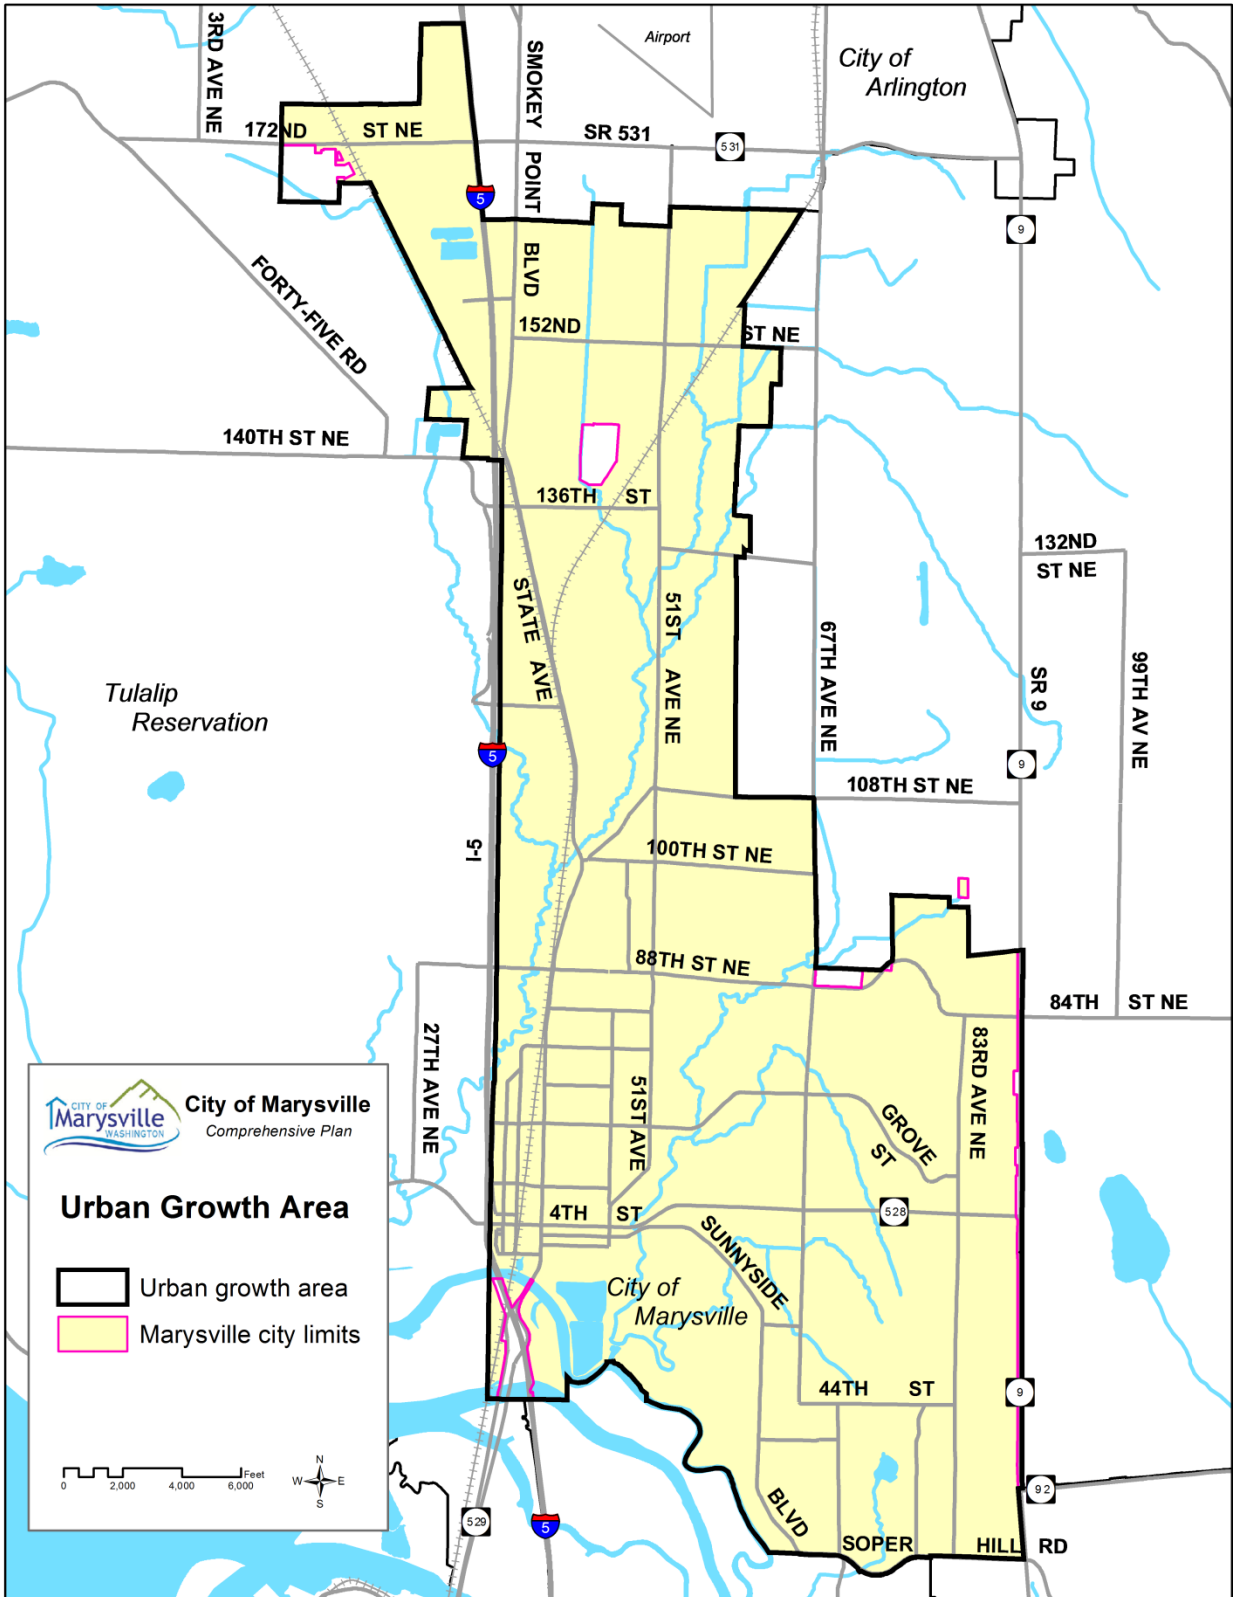 3RD AVE NE
SMOKEY POINT BLVD
Airport
City of
Arlington
172ND ST NE
SR 531
531
5
9
FORTY-FIVE RD
152ND ST NE
140TH ST NE
136TH ST
132ND
ST NE
STATE AVE
51ST AVE NE
67TH AVE NE
SR 9
99TH AV NE
Tulalip
Reservation
5
9
108TH ST NE
I-5
100TH ST NE
88TH ST NE
84TH ST NE
27TH AVE NE
51ST AVE
83RD AVE NE
GROVE ST
4TH ST
528
SUNNYSIDE BLVD
City of
Marysville
44TH ST
9
92
SOPER HILL RD
529
5
CITY OF
Marysville
WASHINGTON
City of Marysville
Comprehensive Plan
Urban Growth Area
Urban growth area
Marysville city limits
0 2,000 4,000 6,000 Feet
N
W E
S